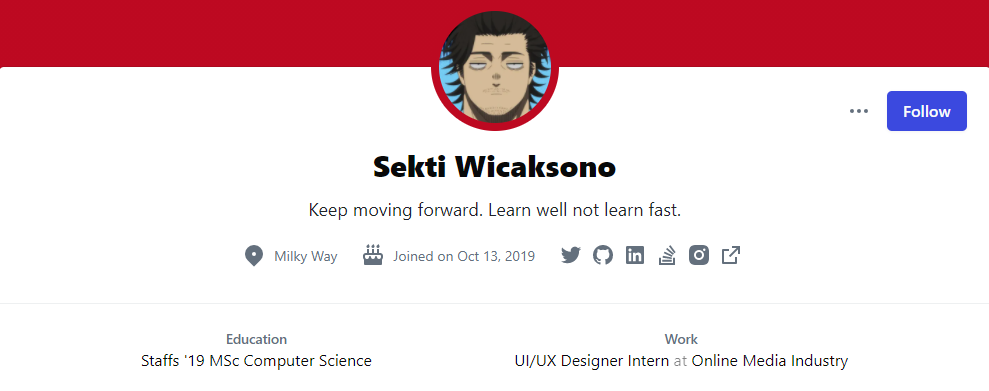 Follow
Sekti Wicaksono
Keep moving forward. Learn well not learn fast.
Milky Way Joined on Oct 13, 2019
Education Work
Staffs '19 MSc Computer Science UI/UX Designer Intern at Online Media Industry